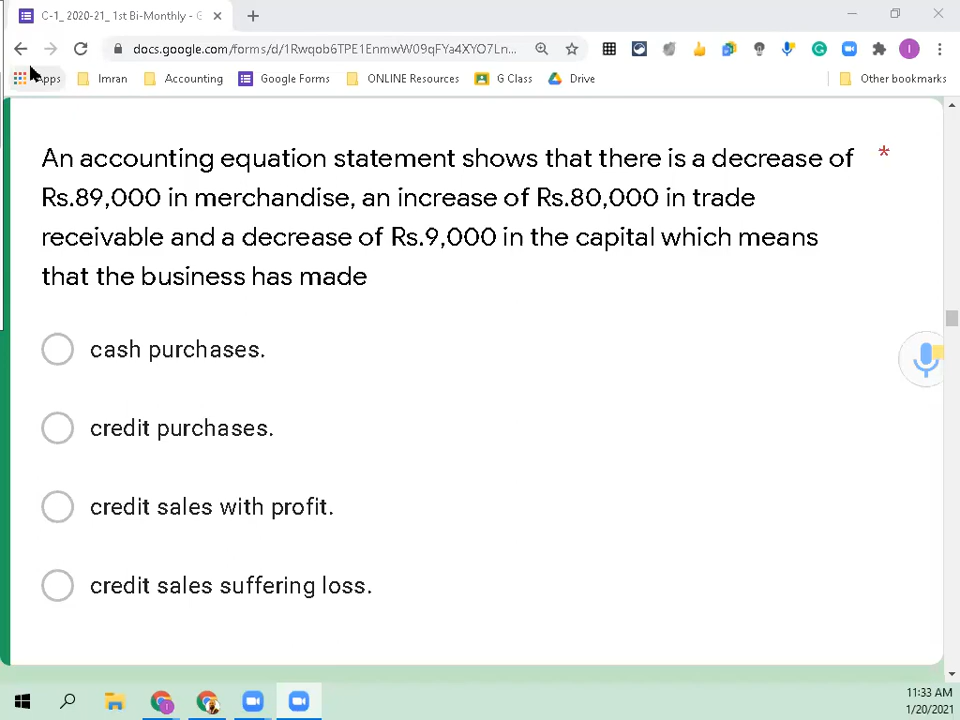 C-1_ 2020-21_ 1st Bi-Monthly - G
docs.google.com/forms/d/1Rwqob6TPE1EnmwW09qFYa4XYO7Ln...
Apps Imran Accounting Google Forms ONLINE Resources G Class Drive Other bookmarks
An accounting equation statement shows that there is a decrease of *
Rs.89,000 in merchandise, an increase of Rs.80,000 in trade
receivable and a decrease of Rs.9,000 in the capital which means
that the business has made
cash purchases.
credit purchases.
credit sales with profit.
credit sales suffering loss.
11:33 AM
1/20/2021